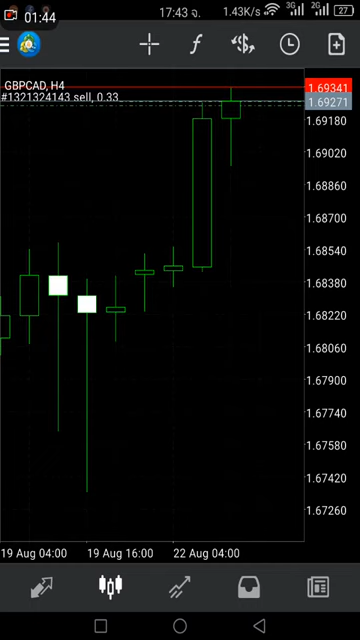 01:44
17:43 อ.
1.43K/s
3G
2G
27
f
GBPCAD, H4
#1321324143 sell, 0.33
1.69341
1.69271
1.69180
1.69020
1.68860
1.68700
1.68540
1.68380
1.68220
1.68060
1.67900
1.67740
1.67580
1.67420
1.67260
19 Aug 04:00
19 Aug 16:00
22 Aug 04:00